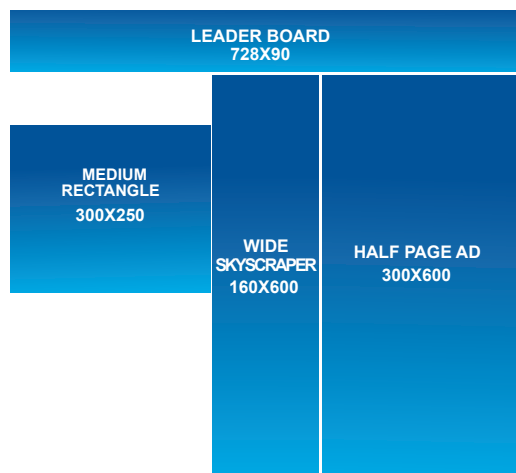 LEADER BOARD
728X90
MEDIUM
RECTANGLE
300X250
WIDE
SKYSCRAPER
160X600
HALF PAGE AD
300X600